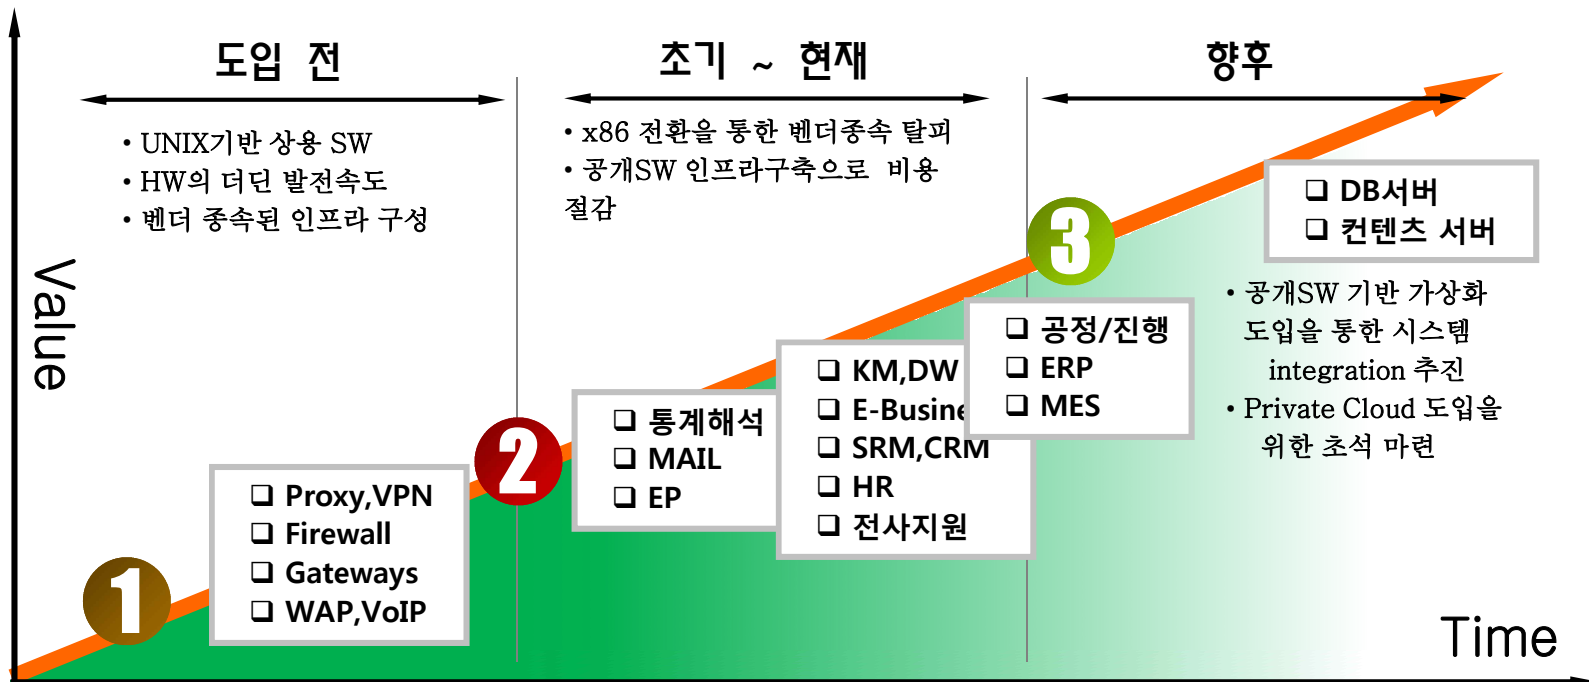 도입 전
초기 ~ 현재
향후
• UNIX기반 상용 SW
• HW의 더딘 발전속도
• 벤더 종속된 인프라 구성
• x86 전환을 통한 벤더종속 탈피
• 공개SW 인프라구축으로 비용
절감
Value
1
❑ Proxy,VPN
❑ Firewall
❑ Gateways
❑ WAP,VoIP
2
❑ 통계해석
❑ MAIL
❑ EP
❑ KM,DW
❑ E-Busine
❑ SRM,CRM
❑ HR
❑ 전사지원
3
❑ 공정/진행
❑ ERP
❑ MES
❑ DB서버
❑ 컨텐츠 서버
• 공개SW 기반 가상화
도입을 통한 시스템
integration 추진
• Private Cloud 도입을
위한 초석 마련
Time